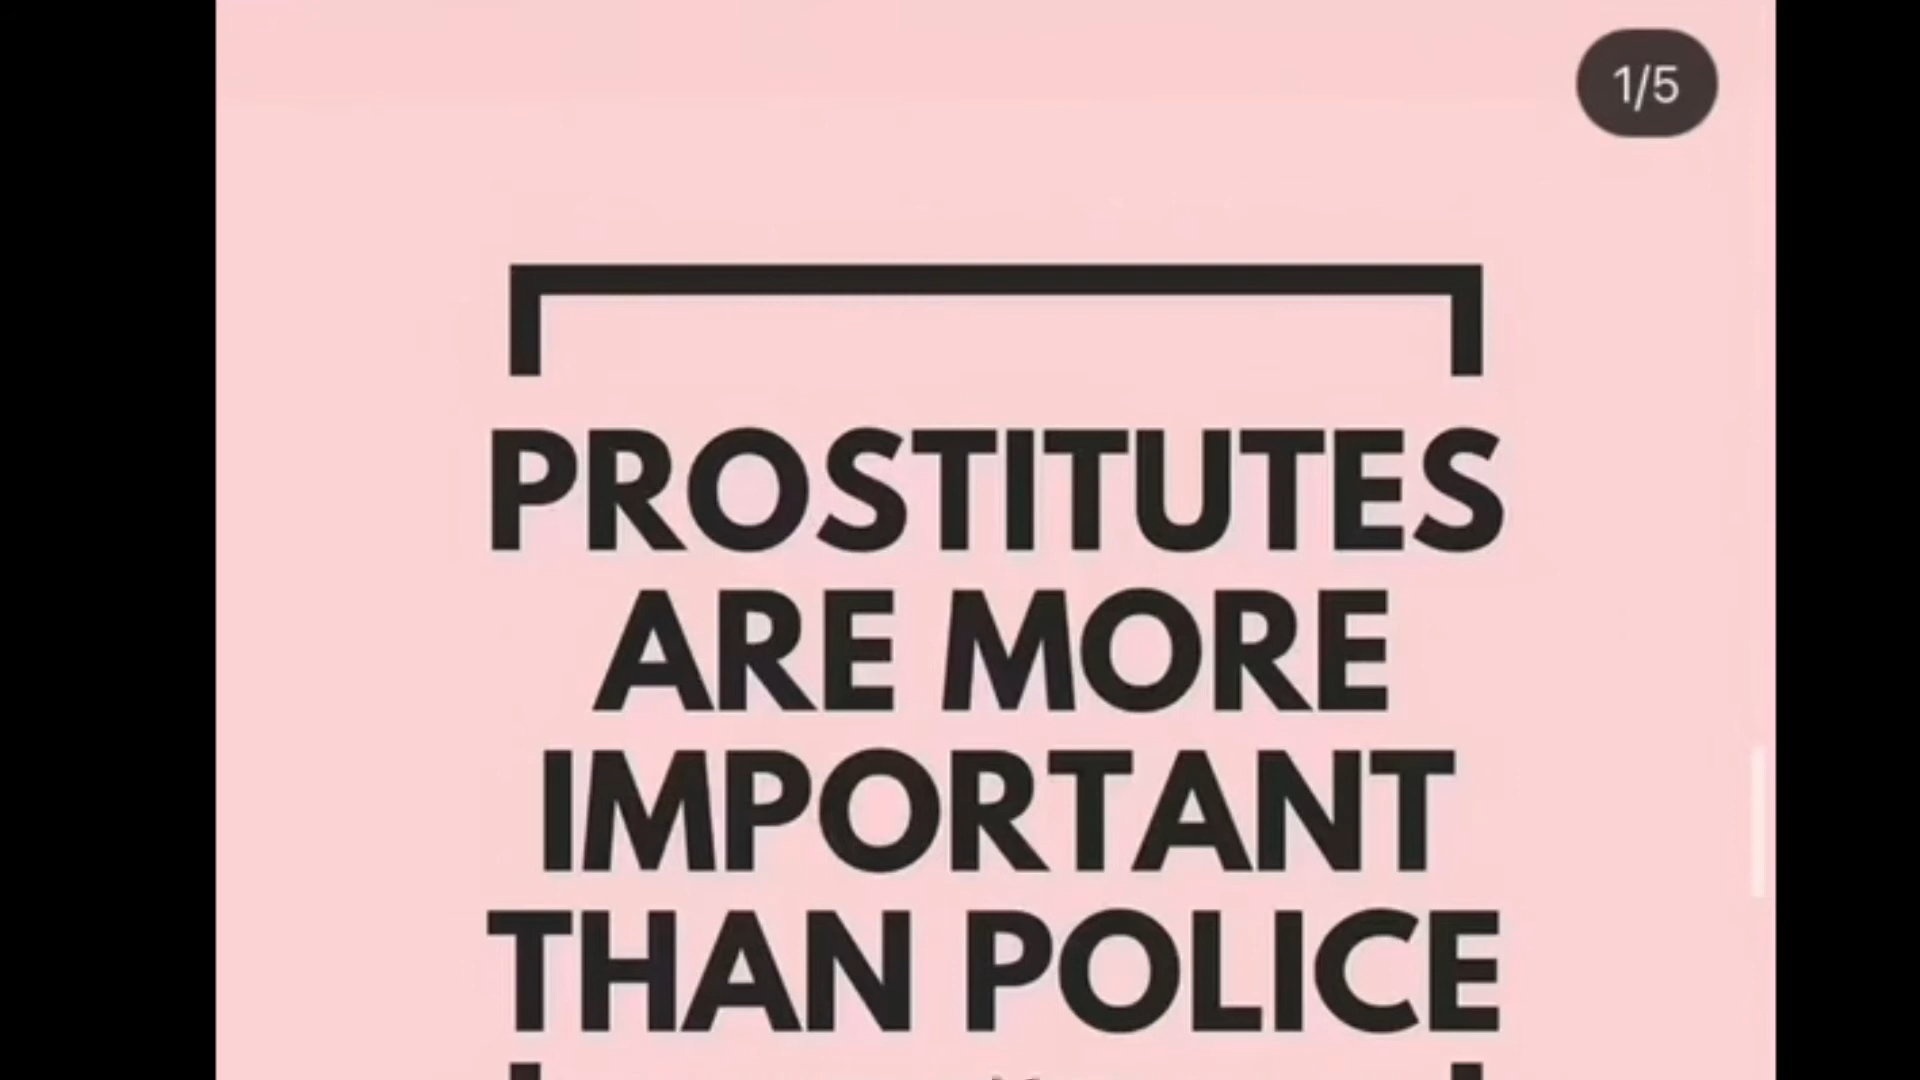 1/5
PROSTITUTES
ARE MORE
IMPORTANT
THAN POLICE